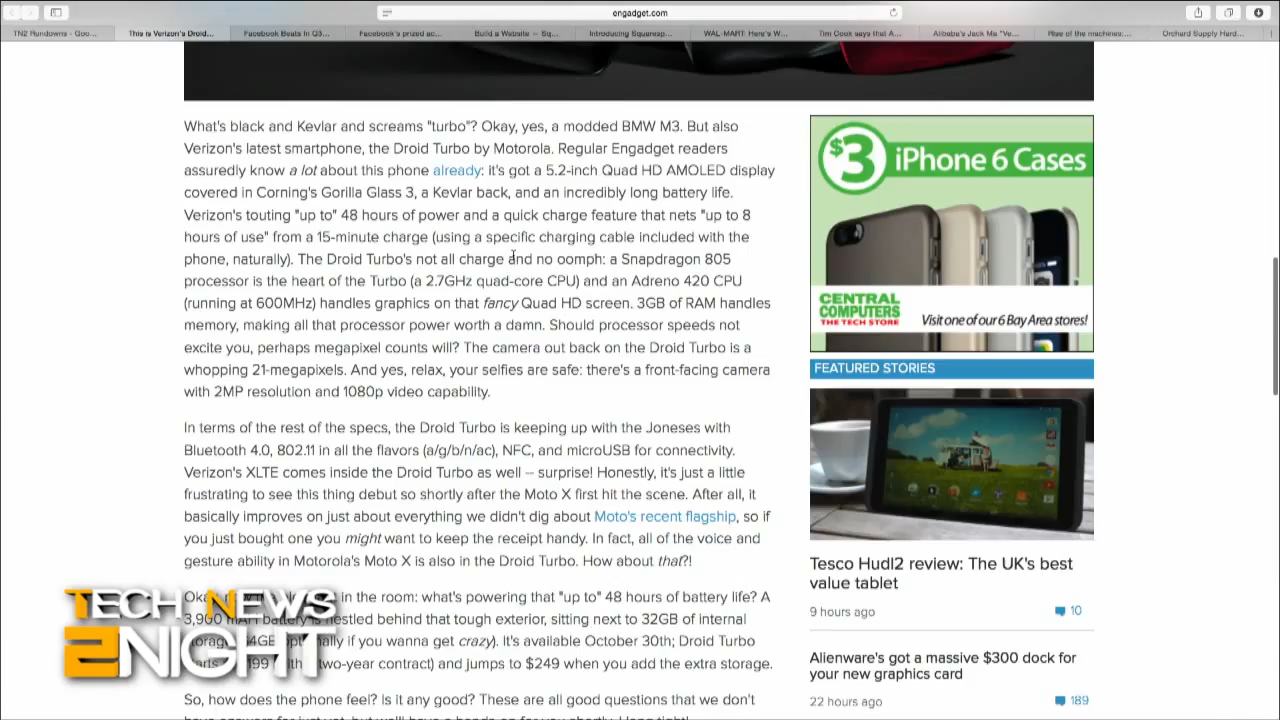 engadget.com
TN2 Rundowns - Goo...
This is Verizon's Droid...
Facebook Beats In Q3...
Facebook's prized ac...
Build a Website — Sq...
Introducing Squaresp...
WAL-MART: Here's W...
Tim Cook says that A...
Alibaba's Jack Ma "Ve...
Rise of the machines:...
Orchard Supply Hard...
What's black and Kevlar and screams "turbo"? Okay, yes, a modded BMW M3. But also
Verizon's latest smartphone, the Droid Turbo by Motorola. Regular Engadget readers
assuredly know a lot about this phone already: it's got a 5.2-inch Quad HD AMOLED display
covered in Corning's Gorilla Glass 3, a Kevlar back, and an incredibly long battery life.
Verizon's touting "up to" 48 hours of power and a quick charge feature that nets "up to 8
hours of use" from a 15-minute charge (using a specific charging cable included with the
phone, naturally). The Droid Turbo's not all charge and no oomph: a Snapdragon 805
processor is the heart of the Turbo (a 2.7GHz quad-core CPU) and an Adreno 420 CPU
(running at 600MHz) handles graphics on that fancy Quad HD screen. 3GB of RAM handles
memory, making all that processor power worth a damn. Should processor speeds not
excite you, perhaps megapixel counts will? The camera out back on the Droid Turbo is a
whopping 21-megapixels. And yes, relax, your selfies are safe: there's a front-facing camera
with 2MP resolution and 1080p video capability.
In terms of the rest of the specs, the Droid Turbo is keeping up with the Joneses with
Bluetooth 4.0, 802.11 in all the flavors (a/g/b/n/ac), NFC, and microUSB for connectivity.
Verizon's XLTE comes inside the Droid Turbo as well -- surprise! Honestly, it's just a little
frustrating to see this thing debut so shortly after the Moto X first hit the scene. After all, it
basically improves on just about everything we didn't dig about Moto's recent flagship, so if
you just bought one you might want to keep the receipt handy. In fact, all of the voice and
gesture ability in Motorola's Moto X is also in the Droid Turbo. How about that?!
in the room: what's powering that "up to" 48 hours of battery life? A
3,900 battery is nestled behind that tough exterior, sitting next to 32GB of internal
if you wanna get crazy). It's available October 30th; Droid Turbo
two-year contract) and jumps to $249 when you add the extra storage.
So, how does the phone feel? Is it any good? These are all good questions that we don't
$3 iPhone 6 Cases
CENTRAL
COMPUTERS
THE TECH STORE
Visit one of our 6 Bay Area stores!
FEATURED STORIES
Tesco Hudl2 review: The UK's best
value tablet
9 hours ago
10
Alienware's got a massive $300 dock for
your new graphics card
22 hours ago
189
TECH NEWS
2NIGHT